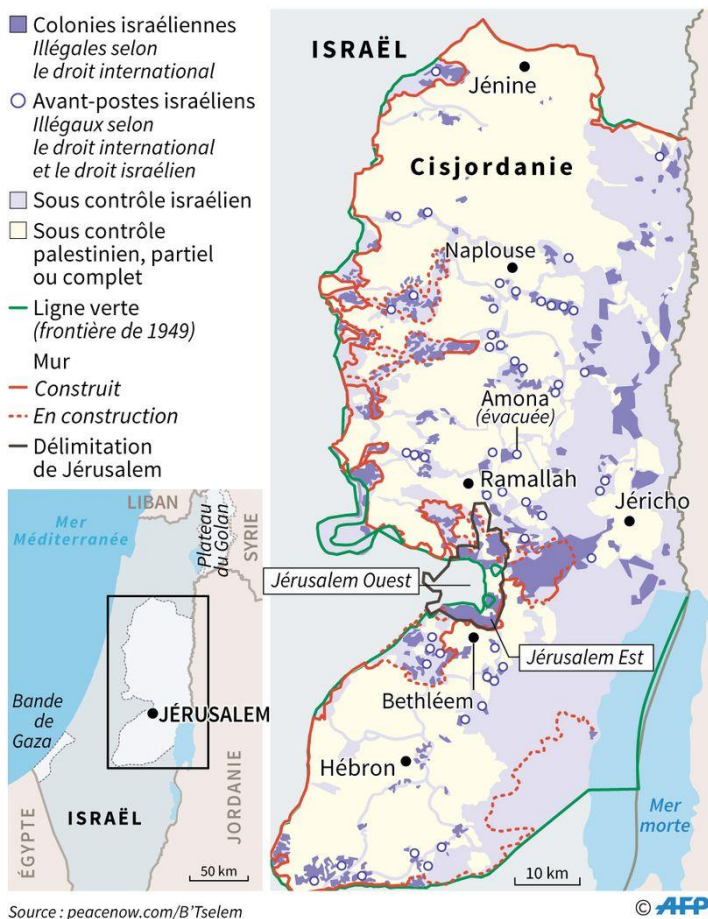 Colonies israéliennes
Illégales selon
le droit international
Avant-postes israéliens
Illégaux selon
le droit international
et le droit israélien
Sous contrôle israélien
Sous contrôle
palestinien, partiel
ou complet
Ligne verte
(frontière de 1949)
Mur
Construit
En construction
Délimitation
de Jérusalem
ISRAËL
Jénine
Cisjordanie
Naplouse
Amona
(évacuée)
Ramallah
Jéricho
Jérusalem Ouest
Jérusalem Est
Bethléem
Hébron
Mer
morte
10 km
LIBAN
Mer
Méditerranée
Plateau
du Golan
SYRIE
JÉRUSALEM
Bande
de
Gaza
ISRAËL
JORDANIE
ÉGYPTE
50 km
Source : peacenow.com/B'Tselem
© AFP